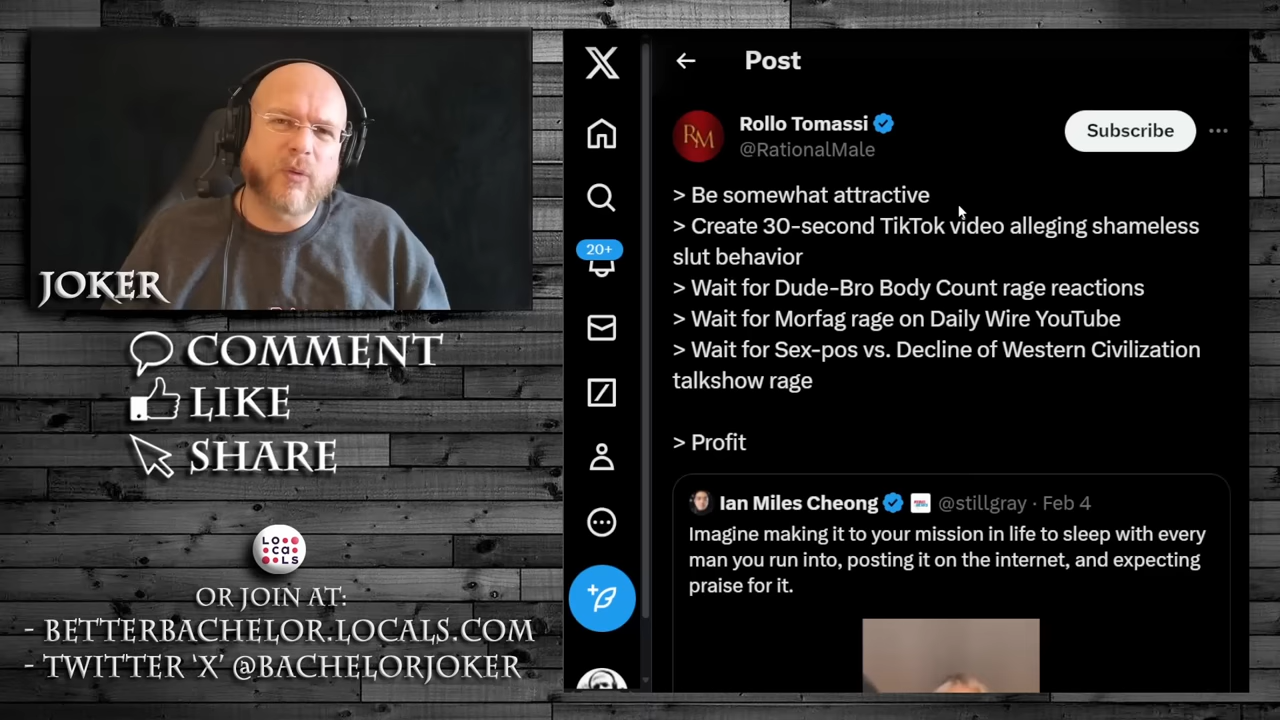 JOKER
COMMENT
LIKE
SHARE
LOcaLS
OR JOIN AT:
- BETTERBACHELOR.LOCALS.COM
- TWITTER 'X' @BACHELORJOKER
20+
Post
RM
Rollo Tomassi
@RationalMale
Subscribe
> Be somewhat attractive
> Create 30-second TikTok video alleging shameless
slut behavior
> Wait for Dude-Bro Body Count rage reactions
> Wait for Morfag rage on Daily Wire YouTube
> Wait for Sex-pos vs. Decline of Western Civilization
talkshow rage
> Profit
Ian Miles Cheong @stillgray · Feb 4
Imagine making it to your mission in life to sleep with every
man you run into, posting it on the internet, and expecting
praise for it.